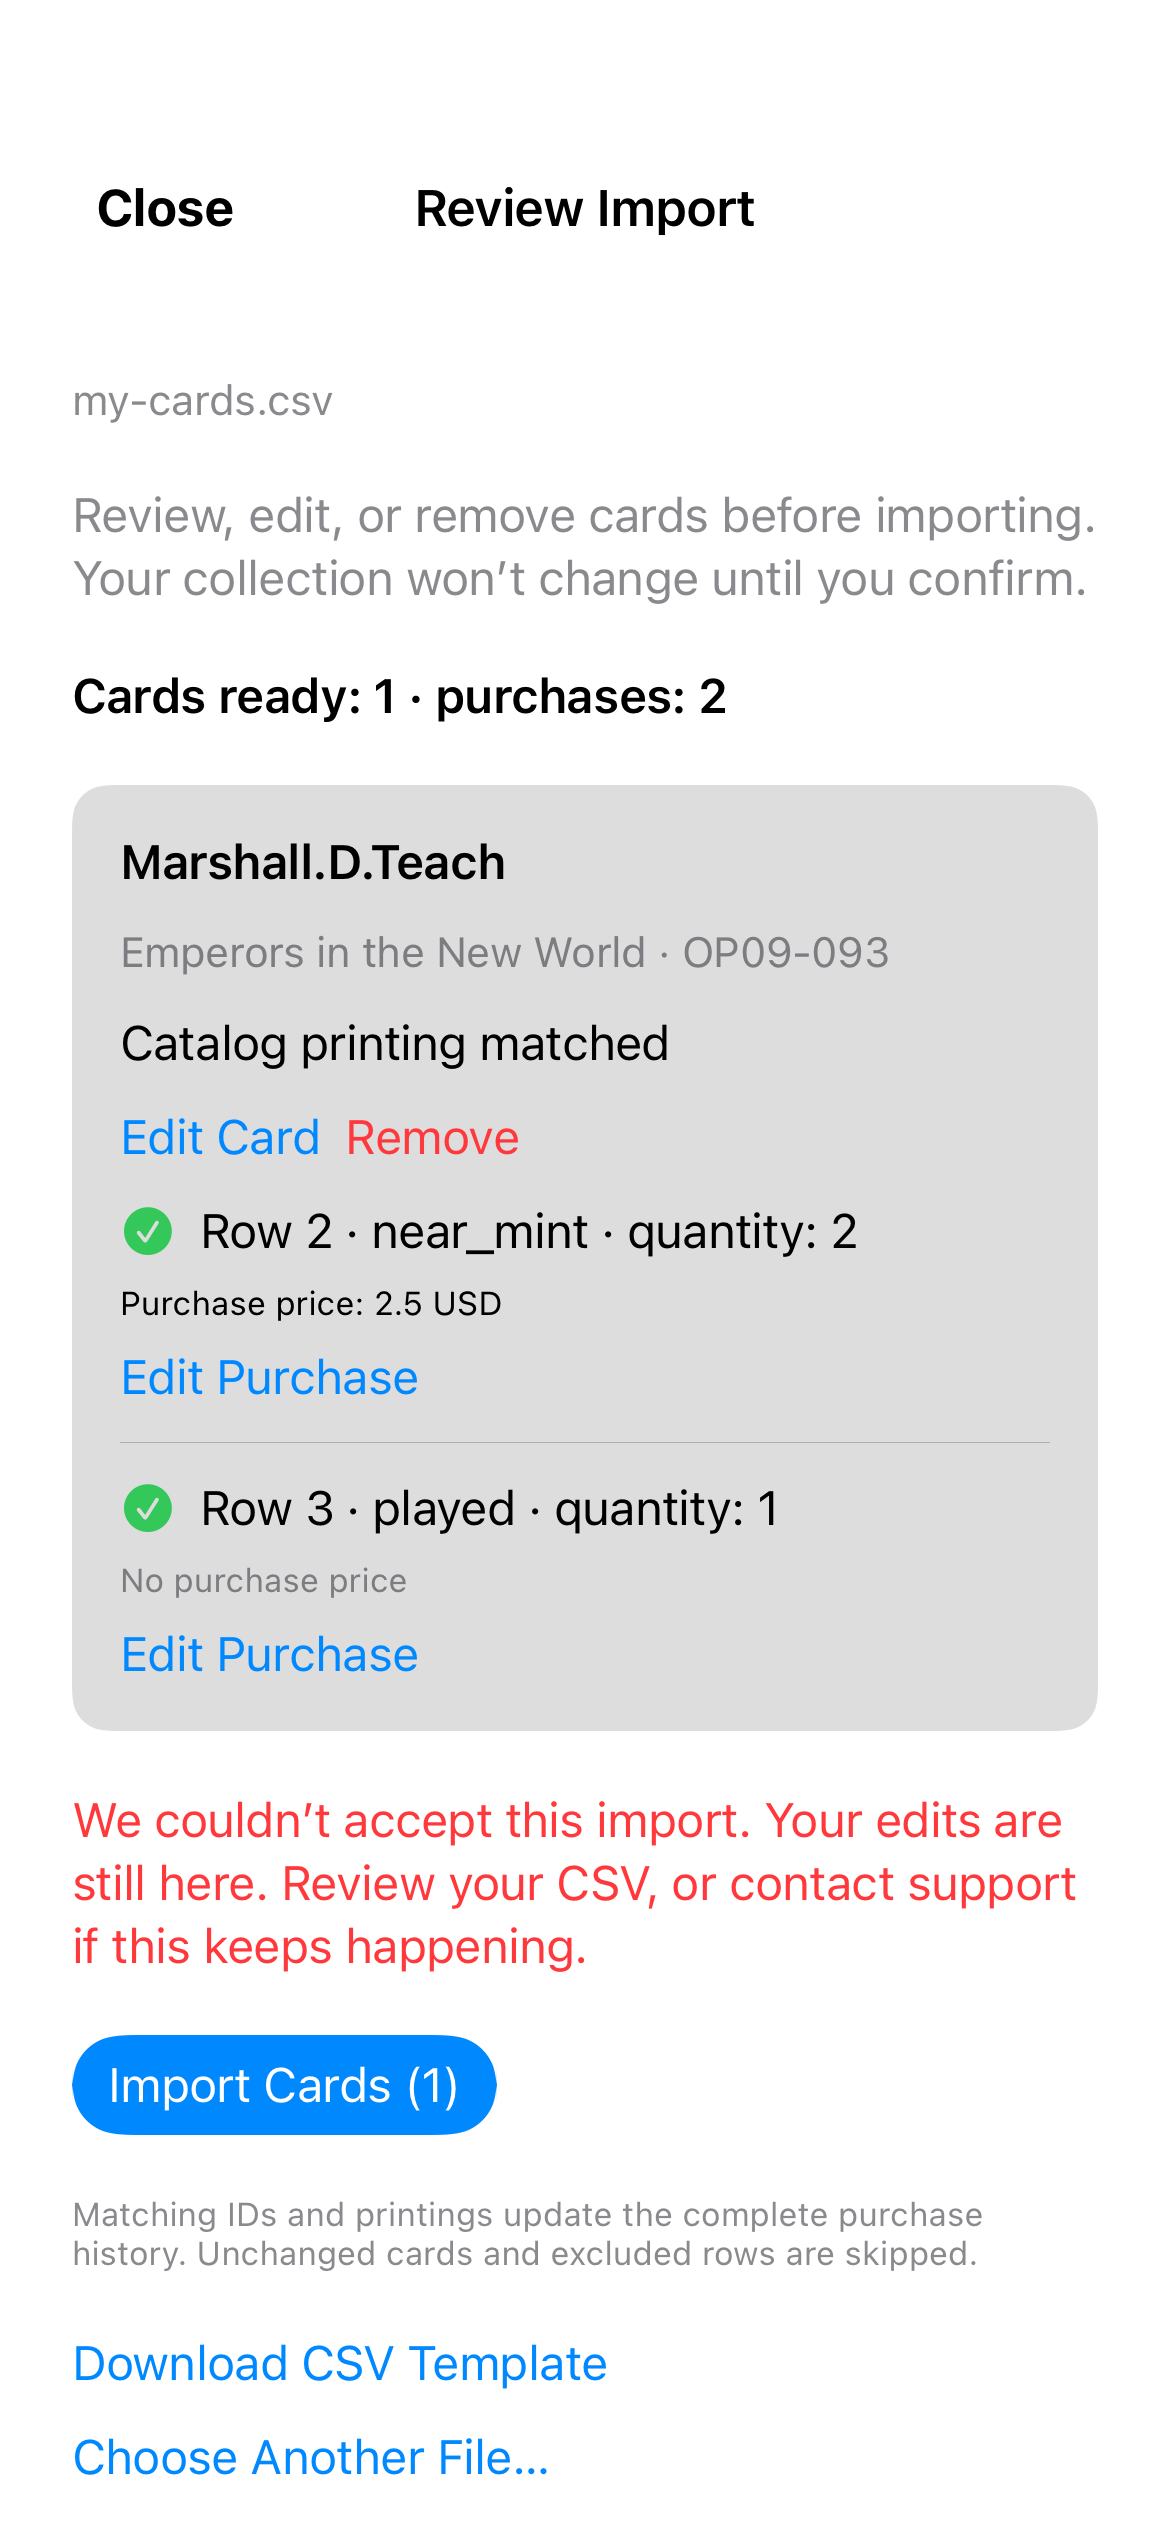 Close
Review Import
my-cards.csv
Review, edit, or remove cards before importing.
Your collection won’t change until you confirm.
Cards ready: 1 · purchases: 2
Marshall.D.Teach
Emperors in the New World · OP09-093
Catalog printing matched
Edit Card Remove
Row 2 · near_mint · quantity: 2
Purchase price: 2.5 USD
Edit Purchase
Row 3 · played · quantity: 1
No purchase price
Edit Purchase
We couldn’t accept this import. Your edits are
still here. Review your CSV, or contact support
if this keeps happening.
Import Cards (1)
Matching IDs and printings update the complete purchase
history. Unchanged cards and excluded rows are skipped.
Download CSV Template
Choose Another File...